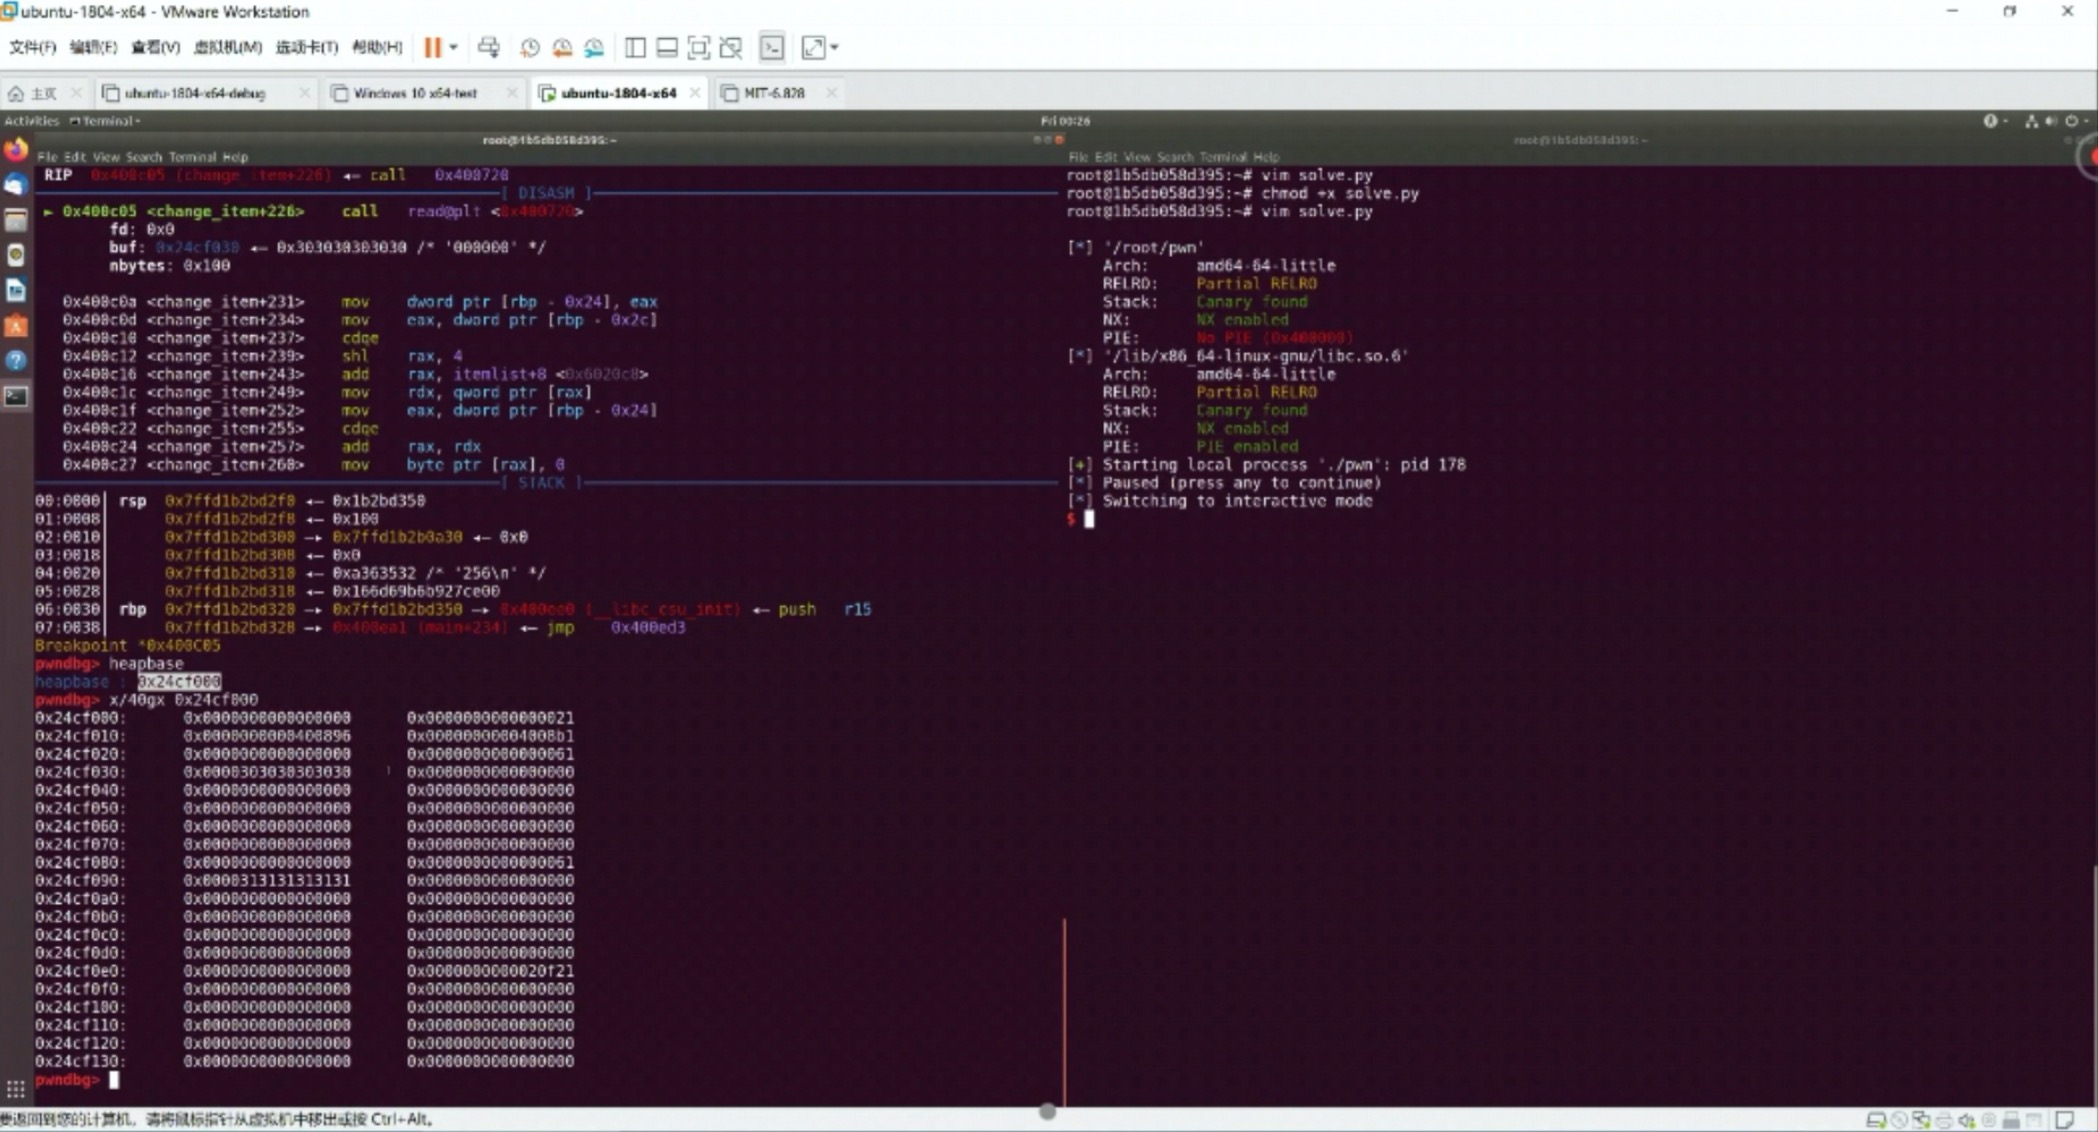 ubuntu-1804-x64 - VMware Workstation
文件(F) 编辑(E) 查看(V) 虚拟机(M) 选项卡(T) 帮助(H)
主页 ubuntu-1804-x64-debug Windows 10 x64-test ubuntu-1804-x64 MIT-6.828
Activities Terminal Fri 00:26
root@1b5db058d395: ~
File Edit View Search Terminal Help
RIP 0x400c05 (change_item+226) ◂— call 0x400720
[ DISASM ]
► 0x400c05 <change_item+226> call read@plt <0x400720>
fd: 0x0
buf: 0x24cf030 ◂— 0x303030303030 /* '000000' */
nbytes: 0x100
0x400c0a <change_item+231> mov dword ptr [rbp - 0x24], eax
0x400c0d <change_item+234> mov eax, dword ptr [rbp - 0x2c]
0x400c10 <change_item+237> cdqe
0x400c12 <change_item+239> shl rax, 4
0x400c16 <change_item+243> add rax, itemlist+8 <0x6020c8>
0x400c1c <change_item+249> mov rdx, qword ptr [rax]
0x400c1f <change_item+252> mov eax, dword ptr [rbp - 0x24]
0x400c22 <change_item+255> cdqe
0x400c24 <change_item+257> add rax, rdx
0x400c27 <change_item+260> mov byte ptr [rax], 0
[ STACK ]
00:0000│ rsp 0x7ffd1b2bd2f0 ◂— 0x1b2bd350
01:0008│ 0x7ffd1b2bd2f8 ◂— 0x100
02:0010│ 0x7ffd1b2bd300 —▸ 0x7ffd1b2b0a30 ◂— 0x0
03:0018│ 0x7ffd1b2bd308 ◂— 0x0
04:0020│ 0x7ffd1b2bd310 ◂— 0xa363532 /* '256\n' */
05:0028│ 0x7ffd1b2bd318 ◂— 0x166d69b6b927ce00
06:0030│ rbp 0x7ffd1b2bd320 —▸ 0x7ffd1b2bd350 —▸ 0x400ee0 (__libc_csu_init) ◂— push r15
07:0038│ 0x7ffd1b2bd328 —▸ 0x400ea1 (main+234) ◂— jmp 0x400ed3
Breakpoint *0x400C05
pwndbg> heapbase
heapbase : 0x24cf000
pwndbg> x/40gx 0x24cf000
0x24cf000: 0x0000000000000000 0x0000000000000021
0x24cf010: 0x0000000000400896 0x00000000004008b1
0x24cf020: 0x0000000000000000 0x0000000000000061
0x24cf030: 0x0000303030303030 0x0000000000000000
0x24cf040: 0x0000000000000000 0x0000000000000000
0x24cf050: 0x0000000000000000 0x0000000000000000
0x24cf060: 0x0000000000000000 0x0000000000000000
0x24cf070: 0x0000000000000000 0x0000000000000000
0x24cf080: 0x0000000000000000 0x0000000000000061
0x24cf090: 0x0000313131313131 0x0000000000000000
0x24cf0a0: 0x0000000000000000 0x0000000000000000
0x24cf0b0: 0x0000000000000000 0x0000000000000000
0x24cf0c0: 0x0000000000000000 0x0000000000000000
0x24cf0d0: 0x0000000000000000 0x0000000000000000
0x24cf0e0: 0x0000000000000000 0x0000000000020f21
0x24cf0f0: 0x0000000000000000 0x0000000000000000
0x24cf100: 0x0000000000000000 0x0000000000000000
0x24cf110: 0x0000000000000000 0x0000000000000000
0x24cf120: 0x0000000000000000 0x0000000000000000
0x24cf130: 0x0000000000000000 0x0000000000000000
pwndbg>
root@1b5db058d395: ~
File Edit View Search Terminal Help
root@1b5db058d395:~# vim solve.py
root@1b5db058d395:~# chmod +x solve.py
root@1b5db058d395:~# vim solve.py
[*] '/root/pwn'
Arch: amd64-64-little
RELRO: Partial RELRO
Stack: Canary found
NX: NX enabled
PIE: No PIE (0x400000)
[*] '/lib/x86_64-linux-gnu/libc.so.6'
Arch: amd64-64-little
RELRO: Partial RELRO
Stack: Canary found
NX: NX enabled
PIE: PIE enabled
[+] Starting local process './pwn': pid 178
[*] Paused (press any to continue)
[*] Switching to interactive mode
$
要返回到您的计算机，请将鼠标指针从虚拟机中移出或按 Ctrl+Alt。